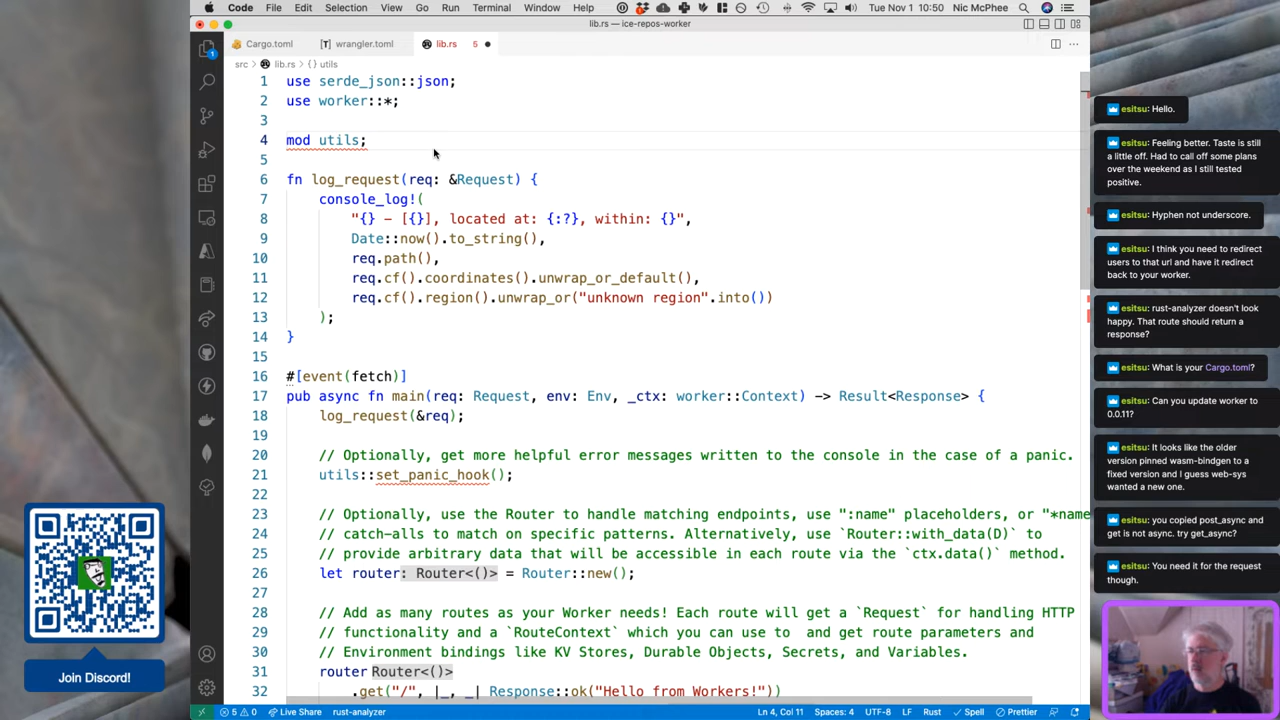 Code File Edit Selection View Go Run Terminal Window Help Tue Nov 1 10:50 Nic McPhee
lib.rs — ice-repos-worker
Cargo.toml wrangler.toml lib.rs 5
src lib.rs {} utils
1 use serde_json::json;
2 use worker::*;
3
4 mod utils;
5
6 fn log_request(req: &Request) {
7 console_log!(
8 "{} - [{}], located at: {:?}, within: {}",
9 Date::now().to_string(),
10 req.path(),
11 req.cf().coordinates().unwrap_or_default(),
12 req.cf().region().unwrap_or("unknown region".into())
13 );
14 }
15
16 #[event(fetch)]
17 pub async fn main(req: Request, env: Env, _ctx: worker::Context) -> Result<Response> {
18 log_request(&req);
19
20 // Optionally, get more helpful error messages written to the console in the case of a panic.
21 utils::set_panic_hook();
22
23 // Optionally, use the Router to handle matching endpoints, use ":name" placeholders, or "*name
24 // catch-alls to match on specific patterns. Alternatively, use `Router::with_data(D)` to
25 // provide arbitrary data that will be accessible in each route via the `ctx.data()` method.
26 let router: Router<()> = Router::new();
27
28 // Add as many routes as your Worker needs! Each route will get a `Request` for handling HTTP
29 // functionality and a `RouteContext` which you can use to and get route parameters and
30 // Environment bindings like KV Stores, Durable Objects, Secrets, and Variables.
31 router Router<()>
32 .get("/", |_, _| Response::ok("Hello from Workers!"))
5 0 Live Share rust-analyzer Ln 4, Col 11 Spaces: 4 UTF-8 LF Rust Spell Prettier
1
Join Discord!
esitsu: Hello.
esitsu: Feeling better. Taste is still
a little off. Had to call off some plans
over the weekend as I still tested
positive.
esitsu: Hyphen not underscore.
esitsu: I think you need to redirect
users to that url and have it redirect
back to your worker.
esitsu: rust-analyzer doesn't look
happy. That route should return a
response?
esitsu: What is your Cargo.toml?
esitsu: Can you update worker to
0.0.11?
esitsu: It looks like the older
version pinned wasm-bindgen to a
fixed version and I guess web-sys
wanted a new one.
esitsu: you copied post_async and
get is not async. try get_async?
esitsu: You need it for the request
though.